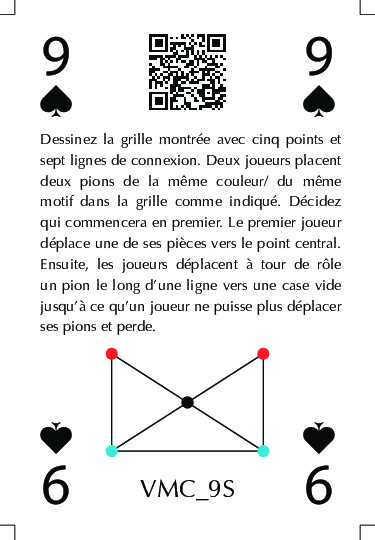 9
9
Dessinez la grille montrée avec cinq points et
sept lignes de connexion. Deux joueurs placent
deux pions de la même couleur/ du même
motif dans la grille comme indiqué. Décidez
qui commencera en premier. Le premier joueur
déplace une de ses pièces vers le point central.
Ensuite, les joueurs déplacent à tour de rôle
un pion le long d'une ligne vers une case vide
jusqu'à ce qu'un joueur ne puisse plus déplacer
ses pions et perde.
9
VMC_9S
9